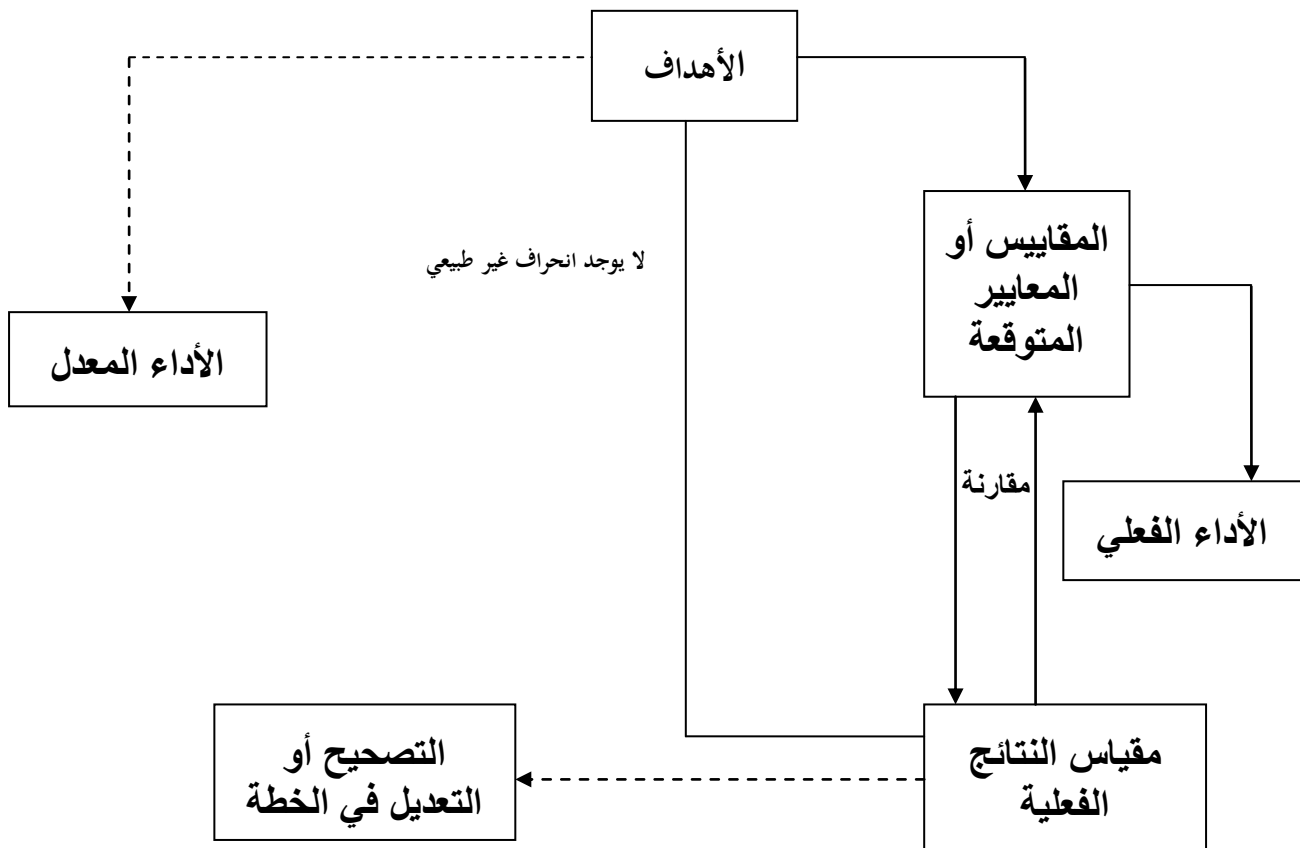 الأهداف
المقاييس أو
المعايير
المتوقعة
لا يوجد انحراف غير طبيعي
الأداء المعدل
مقارنة
الأداء الفعلي
مقياس النتائج
الفعلية
التصحيح أو
التعديل في الخطة